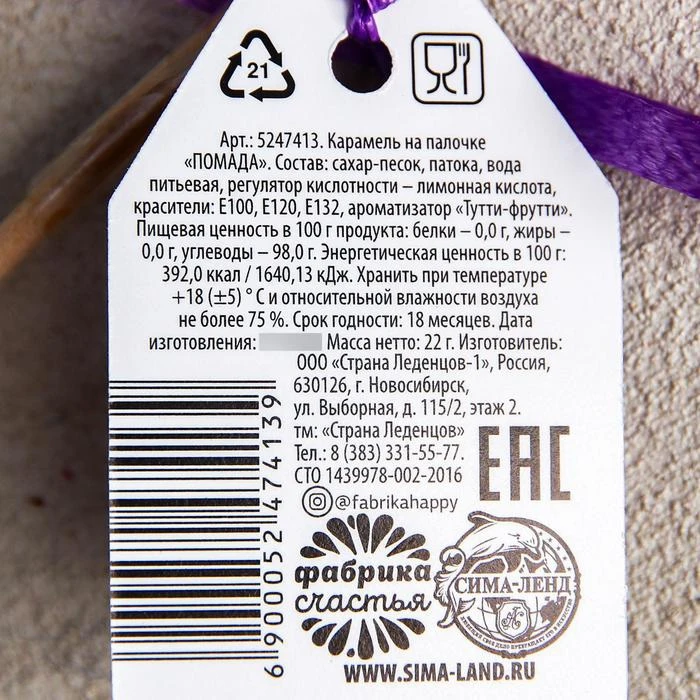 21
Арт.: 5247413. Карамель на палочке
«ПОМАДА». Состав: сахар-песок, патока, вода
питьевая, регулятор кислотности – лимонная кислота,
красители: Е100, Е120, Е132, ароматизатор «Тутти-фрутти».
Пищевая ценность в 100 г продукта: белки – 0,0 г, жиры –
0,0 г, углеводы – 98,0 г. Энергетическая ценность в 100 г:
392,0 ккал / 1640,13 кДж. Хранить при температуре
+18 (±5) °С и относительной влажности воздуха
не более 75 %. Срок годности: 18 месяцев. Дата
изготовления: Масса нетто: 22 г. Изготовитель:
ООО «Страна Леденцов-1», Россия,
630126, г. Новосибирск,
ул. Выборная, д. 115/2, этаж 2.
тм: «Страна Леденцов»
Тел.: 8 (383) 331-55-77.
СТО 1439978-002-2016
@fabrikahappy
EAC
6 900052 474139
фабрика
счастья
СИМА-ЛЕНД
WWW.SIMA-LAND.RU